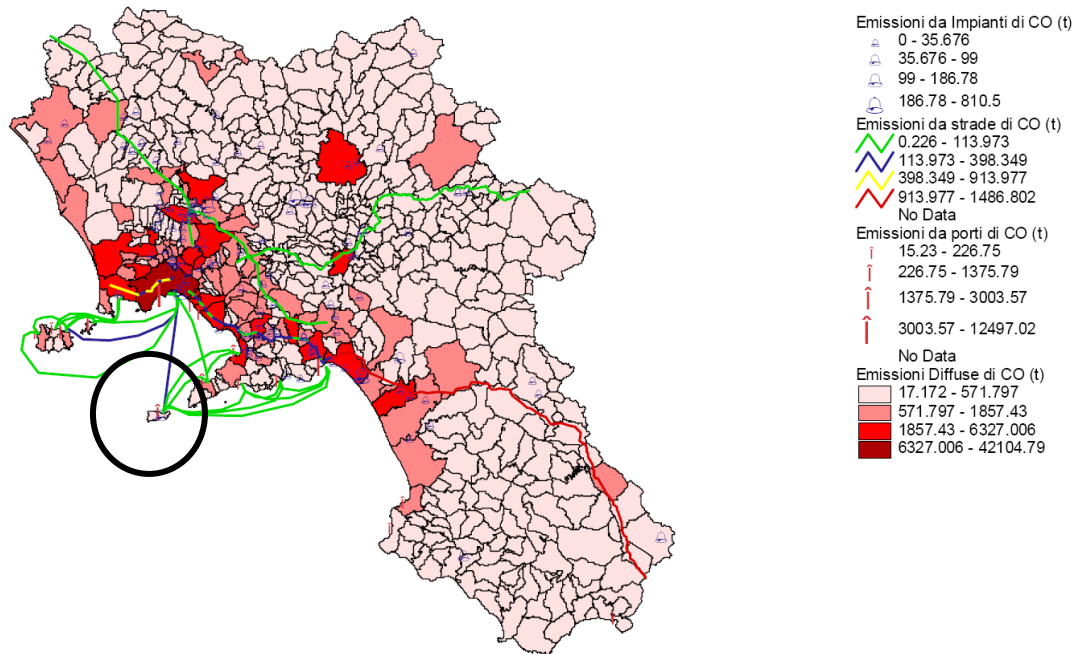 Emissioni da Impianti di CO (t)
0 - 35.676
35.676 - 99
99 - 186.78
186.78 - 810.5
Emissioni da strade di CO (t)
0.226 - 113.973
113.973 - 398.349
398.349 - 913.977
913.977 - 1486.802
No Data
Emissioni da porti di CO (t)
15.23 - 226.75
226.75 - 1375.79
1375.79 - 3003.57
3003.57 - 12497.02
No Data
Emissioni Diffuse di CO (t)
17.172 - 571.797
571.797 - 1857.43
1857.43 - 6327.006
6327.006 - 42104.79